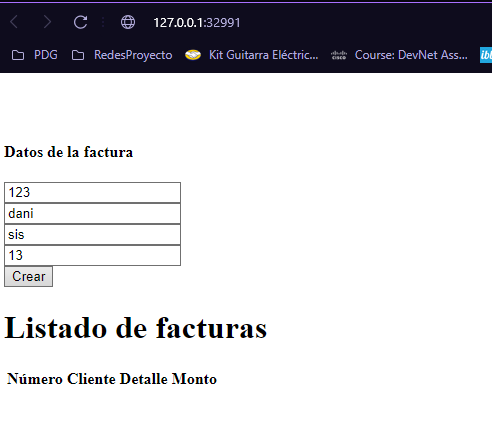 127.0.0.1:32991
PDG RedesProyecto Kit Guitarra Eléctric... Course: DevNet Ass...
Datos de la factura
123
dani
sis
13
Crear
Listado de facturas
Número Cliente Detalle Monto